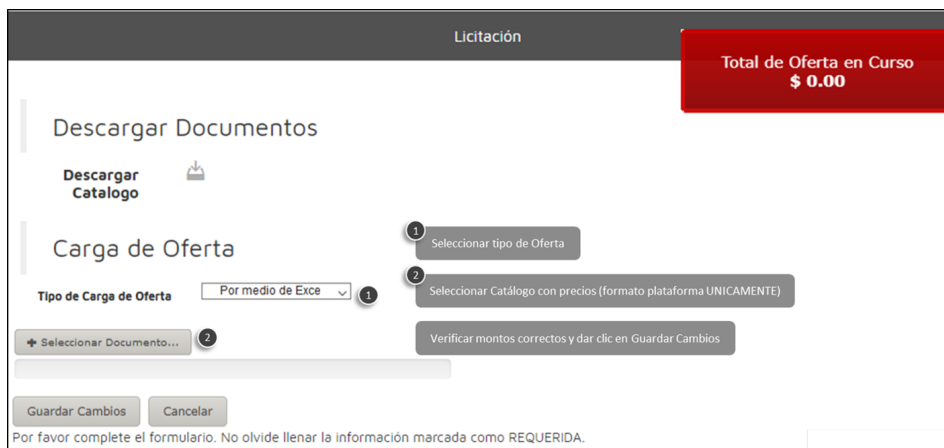 Licitación
Total de Oferta en Curso
$ 0.00
Descargar Documentos
Descargar
Catalogo
Carga de Oferta
1
Seleccionar tipo de Oferta
2
Seleccionar Catálogo con precios (formato plataforma UNICAMENTE)
Tipo de Carga de Oferta
Por medio de Exce
1
+ Seleccionar Documento...
2
Verificar montos correctos y dar clic en Guardar Cambios
Guardar Cambios
Cancelar
Por favor complete el formulario. No olvide llenar la información marcada como REQUERIDA.